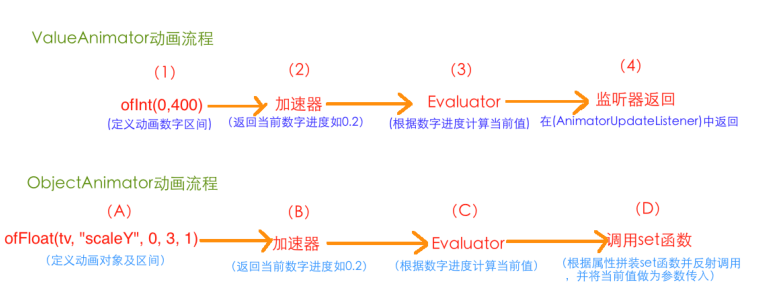 ValueAnimator动画流程
（1）
（2）
（3）
（4）
ofInt(0,400)
加速器
Evaluator
监听器返回
(定义动画数字区间)
（返回当前数字进度如0.2）
(根据数字进度计算当前值)
在(AnimatorUpdateListener)中返回
ObjectAnimator动画流程
（A）
（B）
（C）
（D）
ofFloat(tv, "scaleY", 0, 3, 1)
加速器
Evaluator
调用set函数
（定义动画对象及区间）
（返回当前数字进度如0.2）
（根据数字进度计算当前值）
（根据属性拼装set函数并反射调用
，并将当前值做为参数传入）